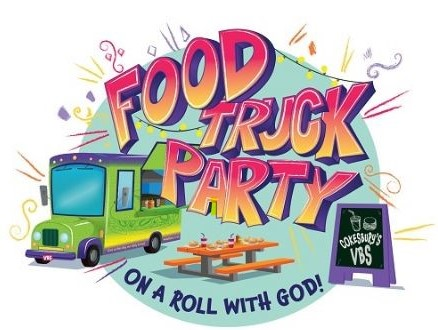 FOOD
TRUCK
PARTY
ON A ROLL WITH GOD!
COKESBURY'S
VBS
VBS